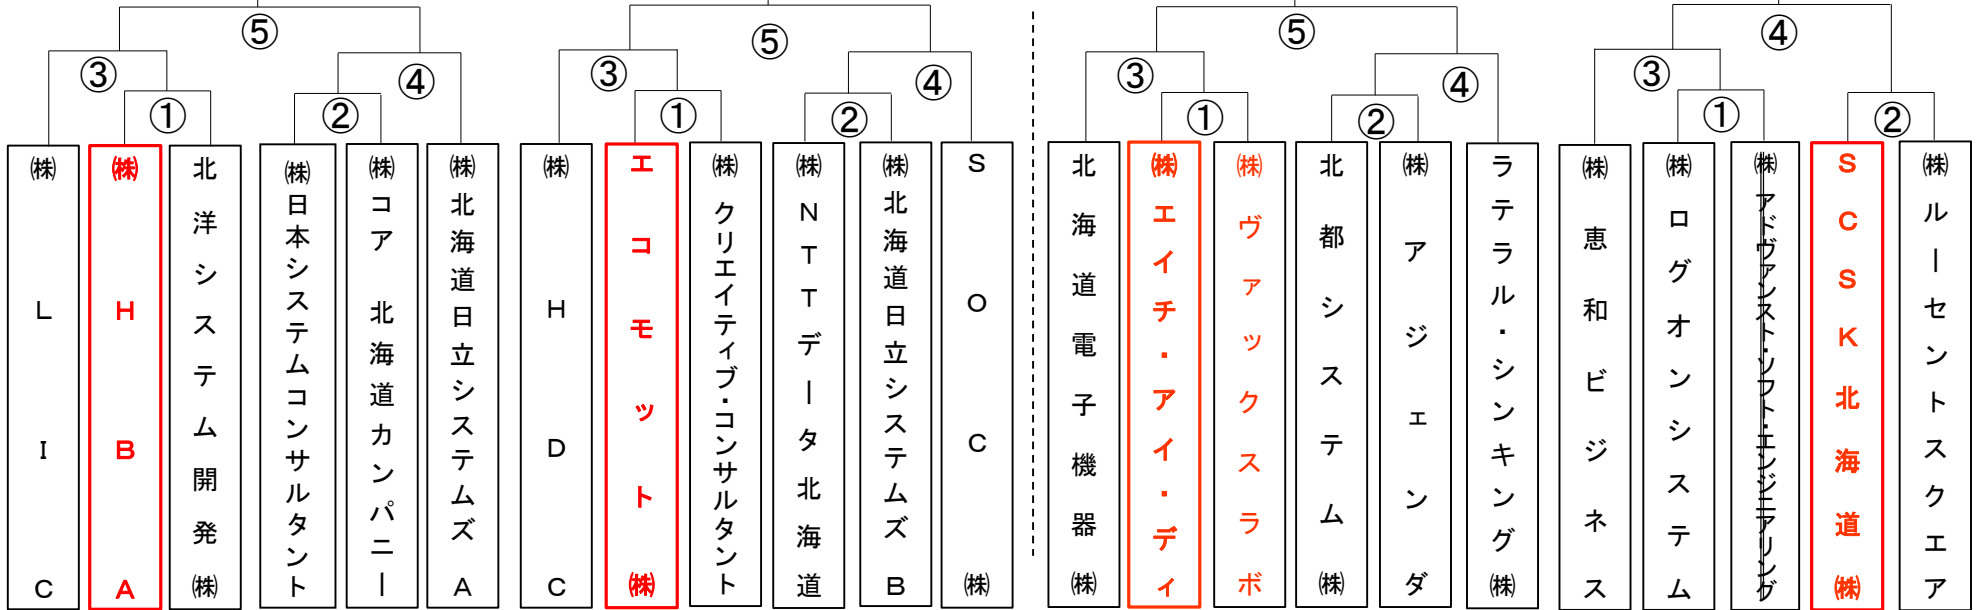 ⑤
⑤
⑤
④
③
④
③
④
③
④
③
①
②
①
②
①
②
①
②
㈱LIC
㈱HBA
北洋システム開発㈱
㈱日本システムコンサルタント
㈱コア 北海道カンパニー
㈱北海道日立システムズA
㈱HDC
エコモット㈱
㈱クリエイティブ・コンサルタント
㈱NTTデータ北海道
㈱北海道日立システムズB
SOC㈱
北海道電子機器㈱
㈱エイチ・アイ・ディ
㈱ヴァックスラボ
北都システム㈱
㈱アジェンダ
ラテラル・シンキング㈱
㈱恵和ビジネス
㈱ログオンシステム
㈱アドヴァンスト・ソフト・エンジニアリング
SCSK北海道㈱
㈱ルーセントスクエア